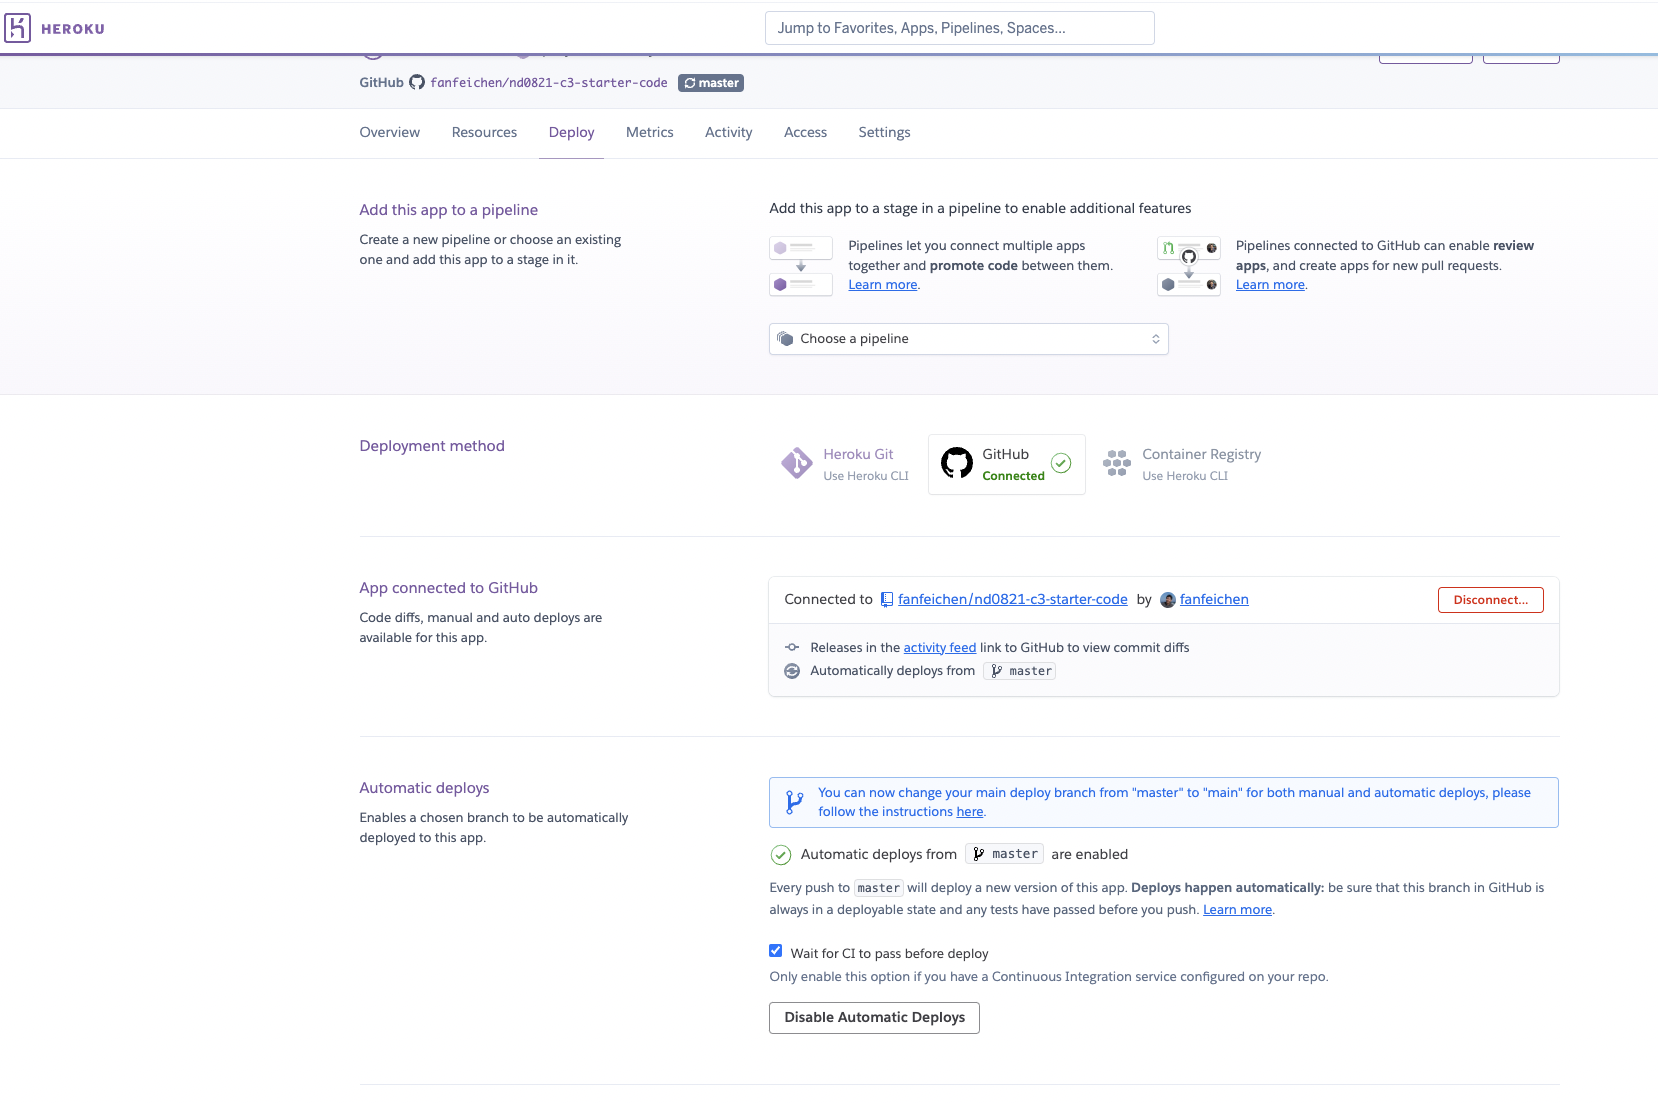 HEROKU
Jump to Favorites, Apps, Pipelines, Spaces...
GitHub fanfeichen/nd0821-c3-starter-code master
Overview Resources Deploy Metrics Activity Access Settings
Add this app to a pipeline
Create a new pipeline or choose an existing
one and add this app to a stage in it.
Add this app to a stage in a pipeline to enable additional features
Pipelines let you connect multiple apps
together and promote code between them.
Learn more.
Pipelines connected to GitHub can enable review
apps, and create apps for new pull requests.
Learn more.
Choose a pipeline
Deployment method
Heroku Git
Use Heroku CLI
GitHub
Connected
Container Registry
Use Heroku CLI
App connected to GitHub
Code diffs, manual and auto deploys are
available for this app.
Connected to fanfeichen/nd0821-c3-starter-code by fanfeichen
Disconnect...
Releases in the activity feed link to GitHub to view commit diffs
Automatically deploys from master
Automatic deploys
Enables a chosen branch to be automatically
deployed to this app.
You can now change your main deploy branch from "master" to "main" for both manual and automatic deploys, please
follow the instructions here.
Automatic deploys from master are enabled
Every push to master will deploy a new version of this app. Deploys happen automatically: be sure that this branch in GitHub is
always in a deployable state and any tests have passed before you push. Learn more.
Wait for CI to pass before deploy
Only enable this option if you have a Continuous Integration service configured on your repo.
Disable Automatic Deploys